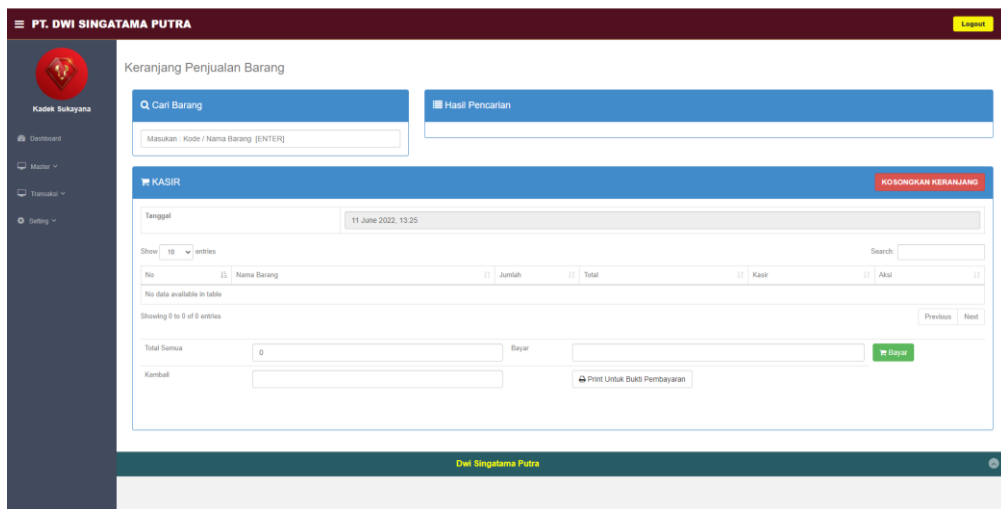 PT. DWI SINGATAMA PUTRA
Logout
Kadek Sukayana
Dashboard
Master
Transaksi
Setting
Keranjang Penjualan Barang
Cari Barang
Masukan : Kode / Nama Barang [ENTER]
Hasil Pencarian
KASIR
KOSONGKAN KERANJANG
Tanggal
11 June 2022, 13:25
Show 10 entries
Search:
No Nama Barang Jumlah Total Kasir Aksi
No data available in table
Showing 0 to 0 of 0 entries
Previous Next
Total Semua 0 Bayar Bayar
Kembali Print Untuk Bukti Pembayaran
Dwi Singatama Putra